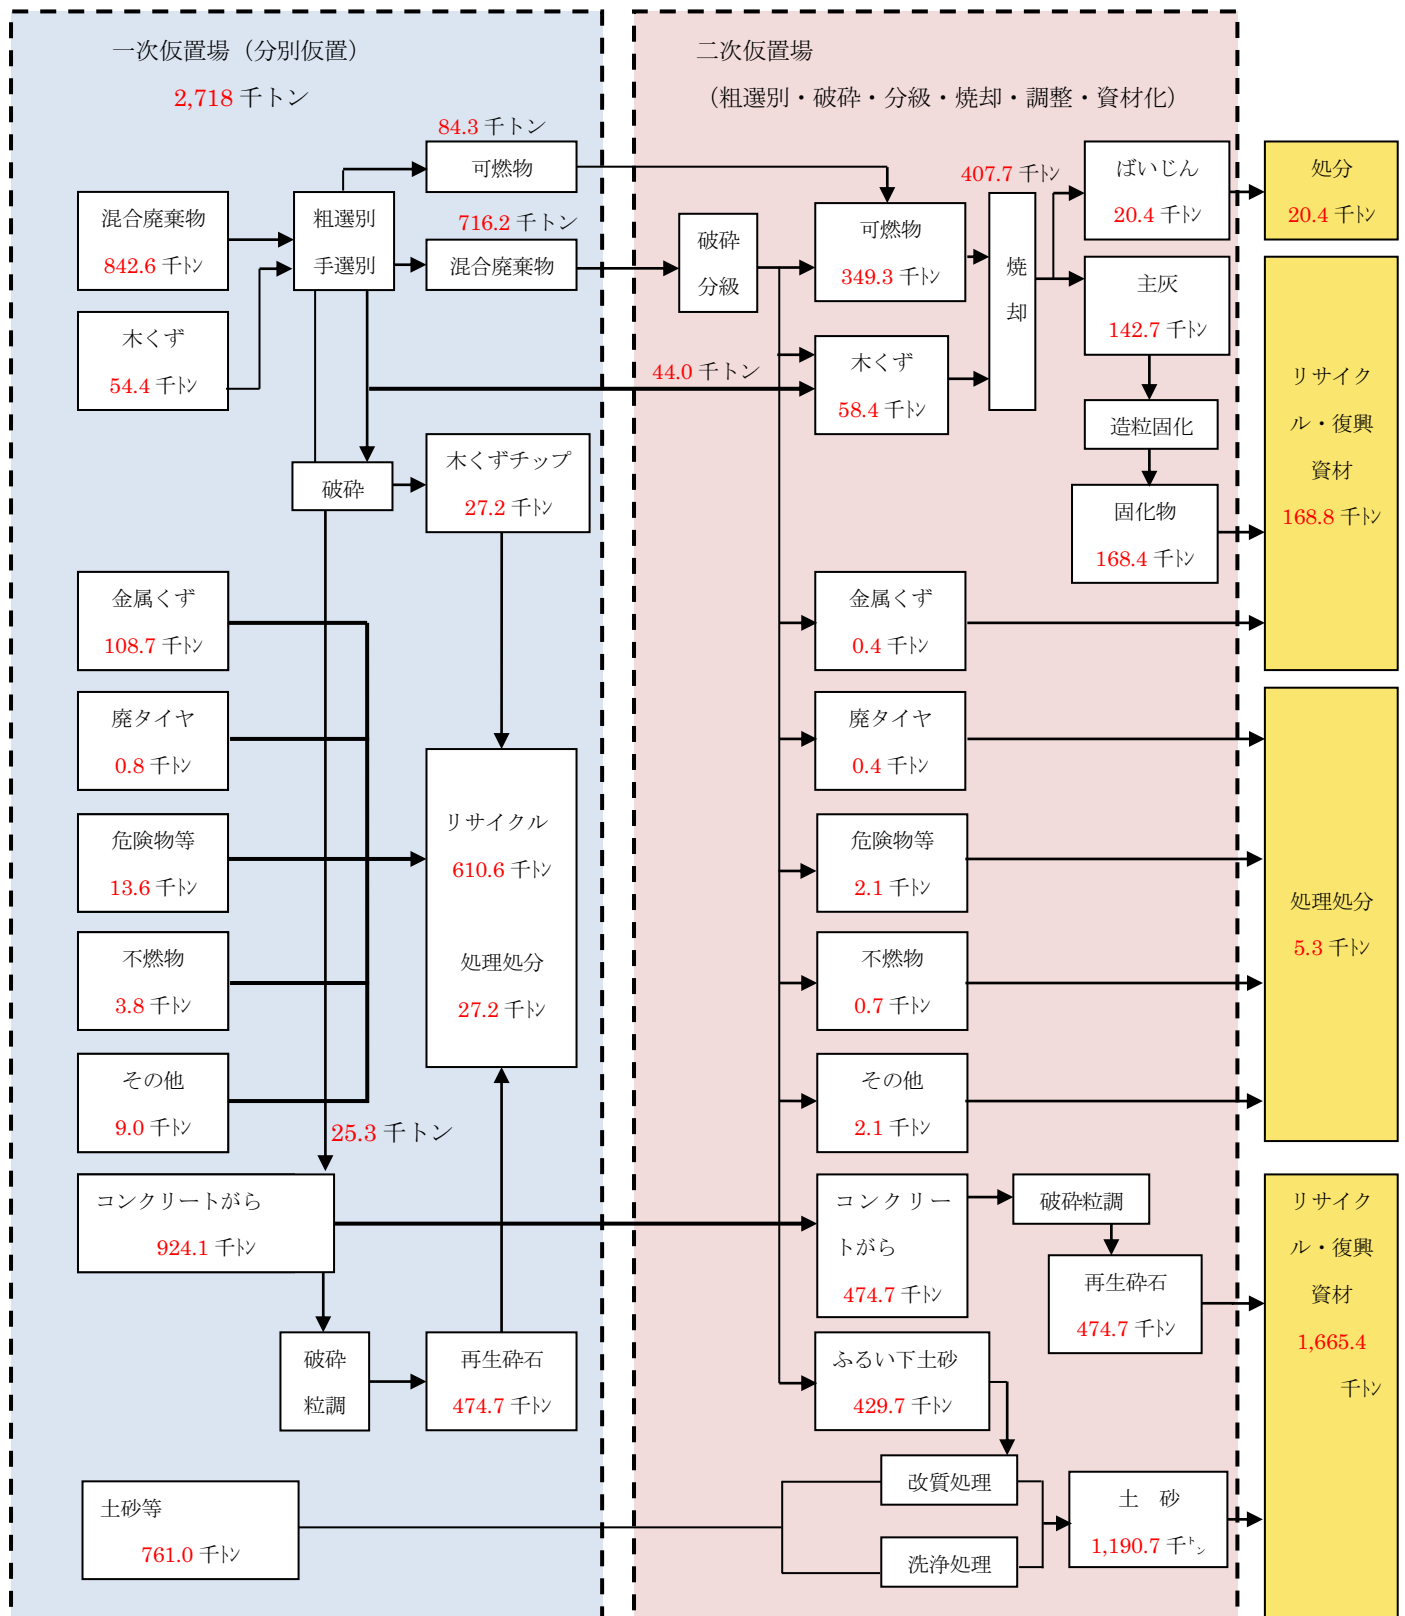 一次仮置場（分別仮置）
2,718 千トン
84.3 千トン
可燃物
混合廃棄物
842.6 千トン
粗選別
手選別
716.2 千トン
混合廃棄物
木くず
54.4 千トン
破砕
木くずチップ
27.2 千トン
金属くず
108.7 千トン
廃タイヤ
0.8 千トン
危険物等
13.6 千トン
不燃物
3.8 千トン
その他
9.0 千トン
リサイクル
610.6 千トン
処理処分
27.2 千トン
25.3 千トン
コンクリートがら
924.1 千トン
破砕
粒調
再生砕石
474.7 千トン
土砂等
761.0 千トン
二次仮置場
（粗選別・破砕・分級・焼却・調整・資材化）
破砕
分級
可燃物
349.3 千トン
407.7 千トン
焼
却
44.0 千トン
木くず
58.4 千トン
ばいじん
20.4 千トン
主灰
142.7 千トン
造粒固化
固化物
168.4 千トン
金属くず
0.4 千トン
廃タイヤ
0.4 千トン
危険物等
2.1 千トン
不燃物
0.7 千トン
その他
2.1 千トン
コンクリー
トがら
474.7 千トン
破砕粒調
再生砕石
474.7 千トン
ふるい下土砂
429.7 千トン
改質処理
洗浄処理
土　砂
1,190.7 千トン
処分
20.4 千トン
リサイク
ル・復興
資材
168.8 千トン
処理処分
5.3 千トン
リサイク
ル・復興
資材
1,665.4
千トン